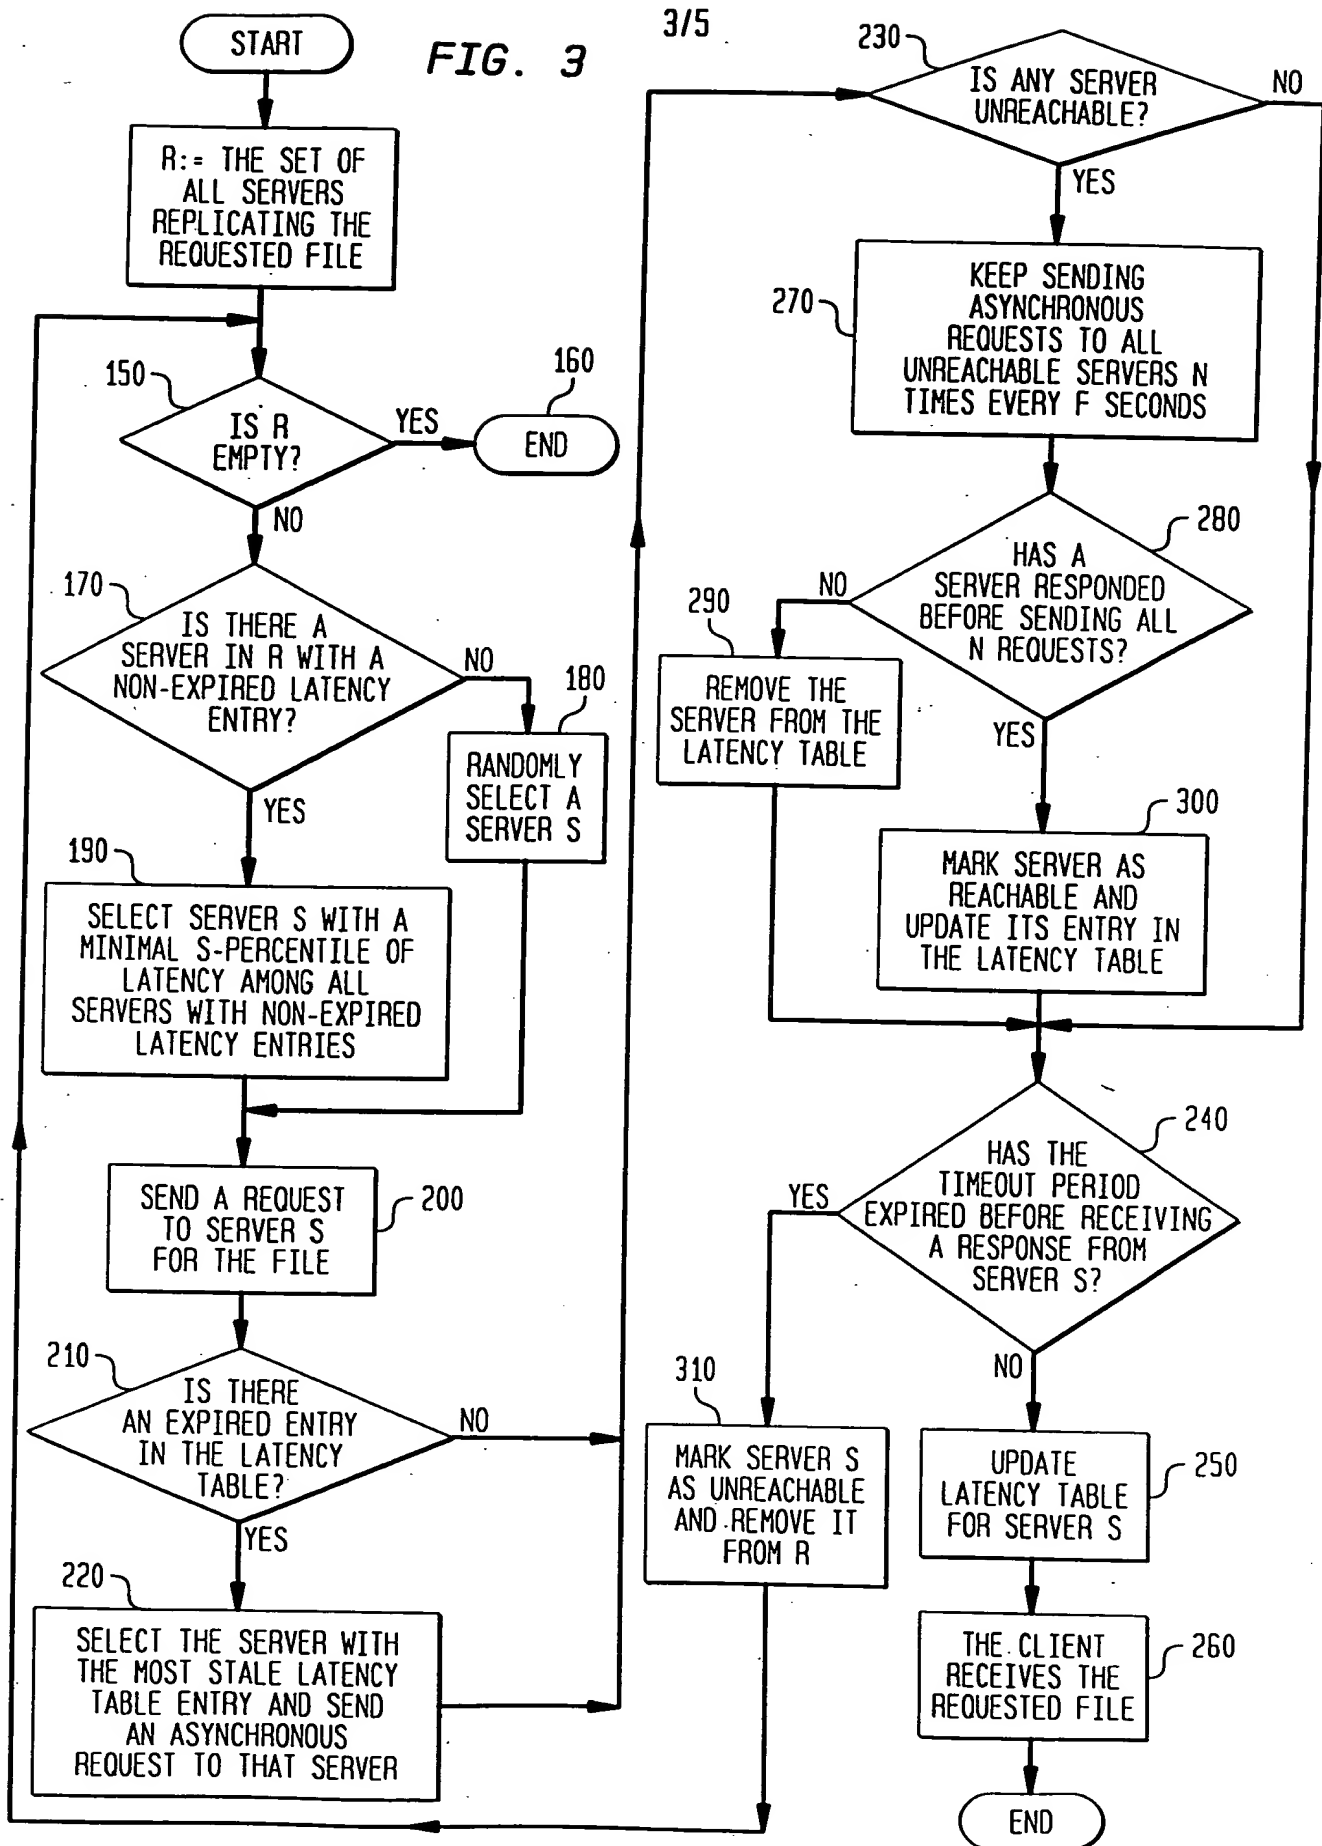 3/5
FIG. 3
START
R:= THE SET OF
ALL SERVERS
REPLICATING THE
REQUESTED FILE
150
IS R
EMPTY?
YES
160
END
NO
170
IS THERE A
SERVER IN R WITH A
NON-EXPIRED LATENCY
ENTRY?
NO
180
RANDOMLY
SELECT A
SERVER S
YES
190
SELECT SERVER S WITH A
MINIMAL S-PERCENTILE OF
LATENCY AMONG ALL
SERVERS WITH NON-EXPIRED
LATENCY ENTRIES
SEND A REQUEST
TO SERVER S
FOR THE FILE
200
210
IS THERE
AN EXPIRED ENTRY
IN THE LATENCY
TABLE?
NO
YES
220
SELECT THE SERVER WITH
THE MOST STALE LATENCY
TABLE ENTRY AND SEND
AN ASYNCHRONOUS
REQUEST TO THAT SERVER
230
IS ANY SERVER
UNREACHABLE?
NO
YES
270
KEEP SENDING
ASYNCHRONOUS
REQUESTS TO ALL
UNREACHABLE SERVERS N
TIMES EVERY F SECONDS
280
HAS A
SERVER RESPONDED
BEFORE SENDING ALL
N REQUESTS?
NO
290
REMOVE THE
SERVER FROM THE
LATENCY TABLE
YES
300
MARK SERVER AS
REACHABLE AND
UPDATE ITS ENTRY IN
THE LATENCY TABLE
240
HAS THE
TIMEOUT PERIOD
EXPIRED BEFORE RECEIVING
A RESPONSE FROM
SERVER S?
YES
310
MARK SERVER S
AS UNREACHABLE
AND REMOVE IT
FROM R
NO
UPDATE
LATENCY TABLE
FOR SERVER S
250
THE CLIENT
RECEIVES THE
REQUESTED FILE
260
END